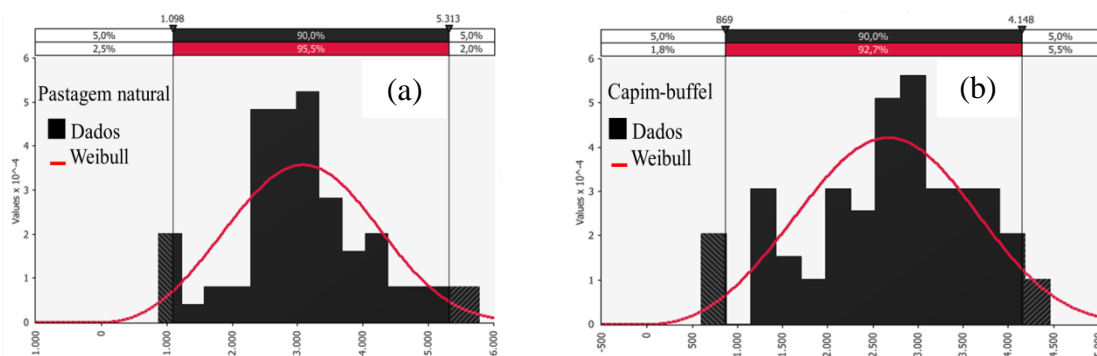 1.098 5.313
5,0% 90,0% 5,0%
2,5% 95,5% 2,0%
Pastagem natural
(a)
Dados
Weibull
Values x 10^-4
6
5
4
3
2
1
0
1.000 0 1.000 2.000 3.000 4.000 5.000 6.000
869 4.148
5,0% 90,0% 5,0%
1,8% 92,7% 5,5%
Capim-buffel
(b)
Dados
Weibull
Values x 10^-4
6
5
4
3
2
1
0
-500 0 500 1.000 1.500 2.000 2.500 3.000 3.500 4.000 4.500